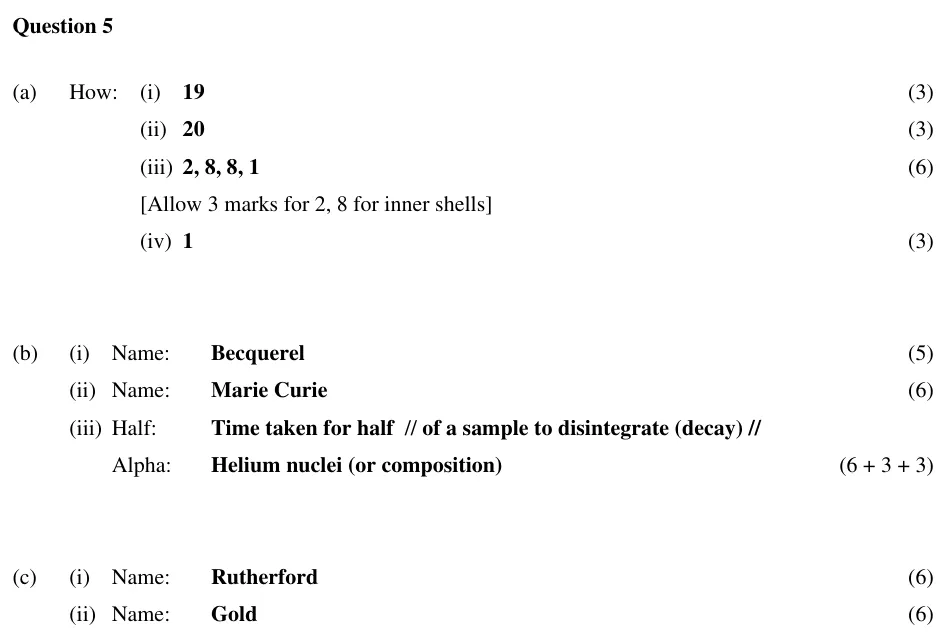 Question 5
(a) How: (i) 19 (3)
(ii) 20 (3)
(iii) 2, 8, 8, 1 (6)
[Allow 3 marks for 2, 8 for inner shells]
(iv) 1 (3)
(b) (i) Name: Becquerel (5)
(ii) Name: Marie Curie (6)
(iii) Half: Time taken for half // of a sample to disintegrate (decay) //
Alpha: Helium nuclei (or composition) (6 + 3 + 3)
(c) (i) Name: Rutherford (6)
(ii) Name: Gold (6)